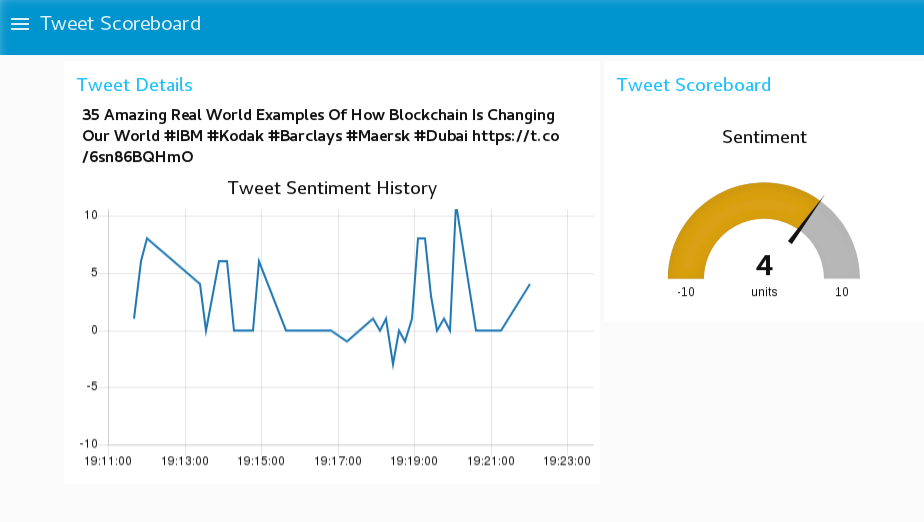 Tweet Scoreboard
Tweet Details
35 Amazing Real World Examples Of How Blockchain Is Changing
Our World #IBM #Kodak #Barclays #Maersk #Dubai https://t.co
/6sn86BQHmO
Tweet Sentiment History
10
5
0
-5
-10
19:11:00 19:13:00 19:15:00 19:17:00 19:19:00 19:21:00 19:23:00
Tweet Scoreboard
Sentiment
4
-10 units 10